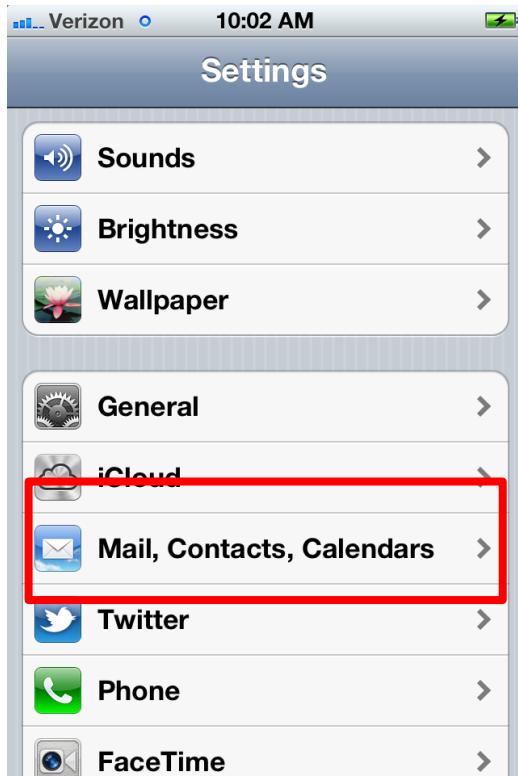 Verizon 10:02 AM
Settings
Sounds
Brightness
Wallpaper
General
iCloud
Mail, Contacts, Calendars
Twitter
Phone
FaceTime